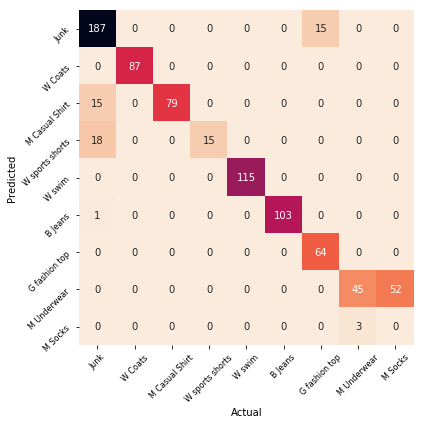 Predicted
Junk 187 0 0 0 0 0 15 0 0
W Coats 0 87 0 0 0 0 0 0 0
M Casual Shirt 15 0 79 0 0 0 0 0 0
W sports shorts 18 0 0 15 0 0 0 0 0
W swim 0 0 0 0 115 0 0 0 0
B Jeans 1 0 0 0 0 103 0 0 0
G fashion top 0 0 0 0 0 0 64 0 0
M Underwear 0 0 0 0 0 0 0 45 52
M Socks 0 0 0 0 0 0 0 3 0
Junk W Coats M Casual Shirt W sports shorts W swim B Jeans G fashion top M Underwear M Socks
Actual